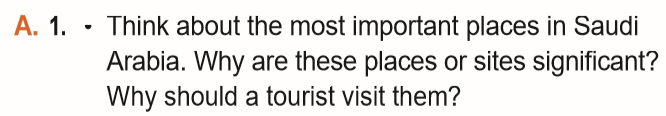 A. 1. - Think about the most important places in Saudi
Arabia. Why are these places or sites significant?
Why should a tourist visit them?